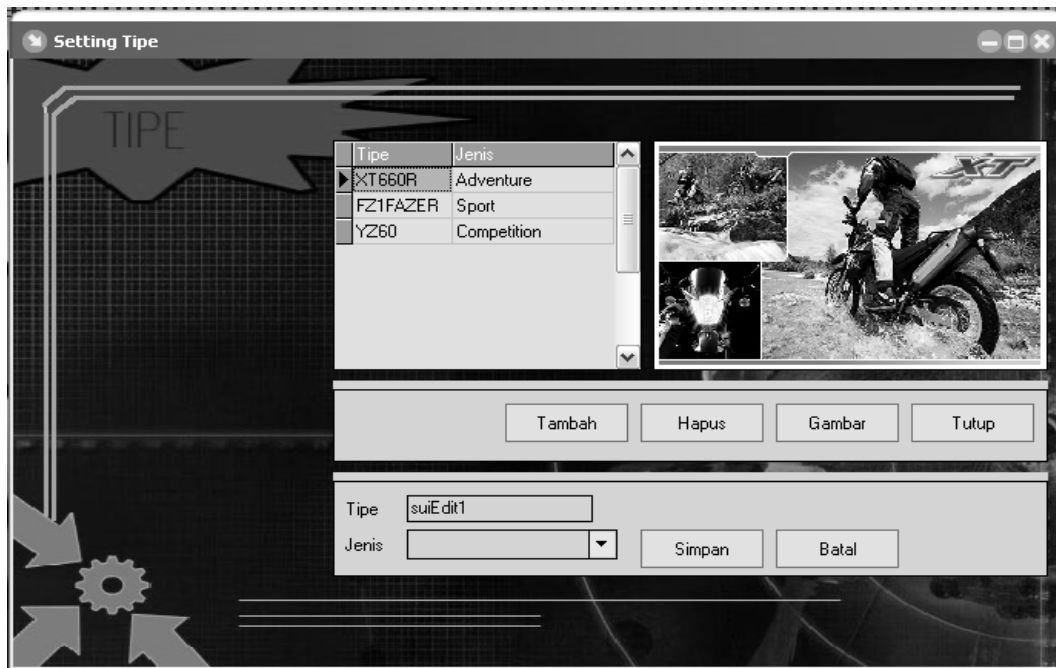 Setting Tipe
TIPE
Tipe Jenis
XT660R Adventure
FZ1FAZER Sport
YZ60 Competition
XT
Tambah Hapus Gambar Tutup
Tipe suiEdit1
Jenis
Simpan Batal